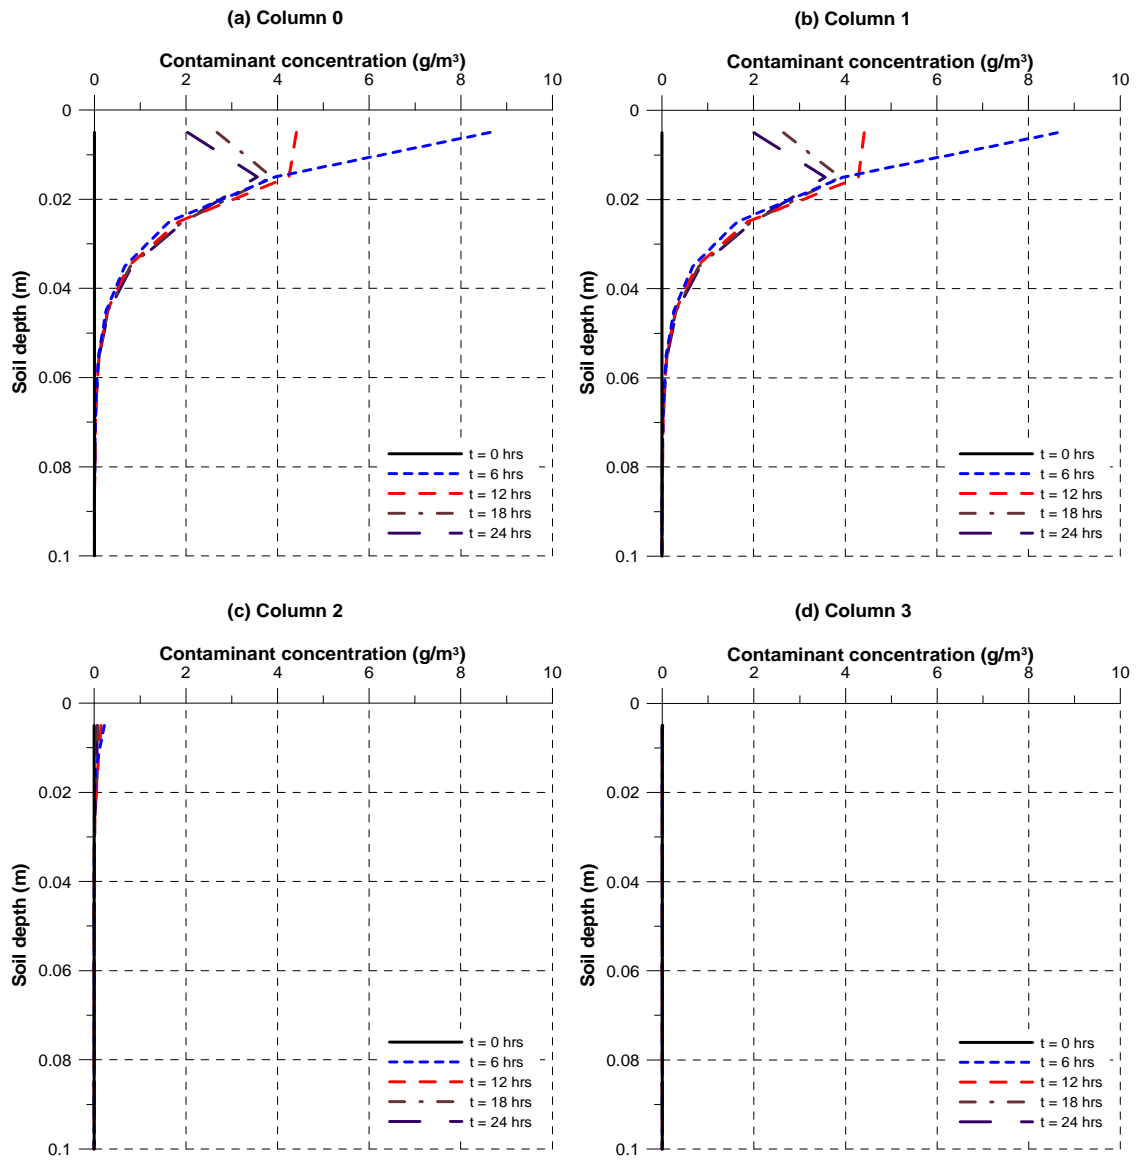 (a) Column 0
Contaminant concentration (g/m³)
0 2 4 6 8 10
0
0.02
0.04
0.06
0.08
0.1
Soil depth (m)
t = 0 hrs
t = 6 hrs
t = 12 hrs
t = 18 hrs
t = 24 hrs
(b) Column 1
Contaminant concentration (g/m³)
0 2 4 6 8 10
0
0.02
0.04
0.06
0.08
0.1
Soil depth (m)
t = 0 hrs
t = 6 hrs
t = 12 hrs
t = 18 hrs
t = 24 hrs
(c) Column 2
Contaminant concentration (g/m³)
0 2 4 6 8 10
0
0.02
0.04
0.06
0.08
0.1
Soil depth (m)
t = 0 hrs
t = 6 hrs
t = 12 hrs
t = 18 hrs
t = 24 hrs
(d) Column 3
Contaminant concentration (g/m³)
0 2 4 6 8 10
0
0.02
0.04
0.06
0.08
0.1
Soil depth (m)
t = 0 hrs
t = 6 hrs
t = 12 hrs
t = 18 hrs
t = 24 hrs